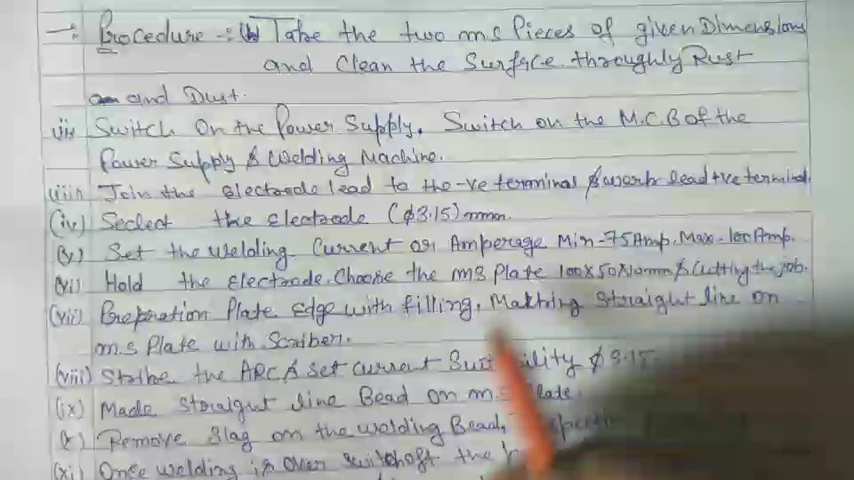 →: Procedure -:(i) Take the two m.s Pieces of given Dimensions
and Clean the Surface throughly Rust
and Dust.
(ii) Switch On the Power Supply. Switch on the M.C.B of the
Power Supply & Welding Machine.
(iii) Join the electrode lead to the -ve terminal & work lead +ve terminal.
(iv) Seclect the Electrode (ϕ3.15) mm.
(v) Set the welding Current or Amperage Min-75Amp. Max-100Amp.
(vi) Hold the Electrode. Choose the m.s Plate 100X50X10mm & Cutting the job.
(vii) Preperation Plate Edge with filling, Making Straight line on
m.s Plate with Scriber.
(viii) Strike the ARC & set current ϕ 3.15
(ix) Made Straight line Bead on m.s Plate.
(x) Remove Slag on the welding Bead,
(xi) Once welding is over switchoff the